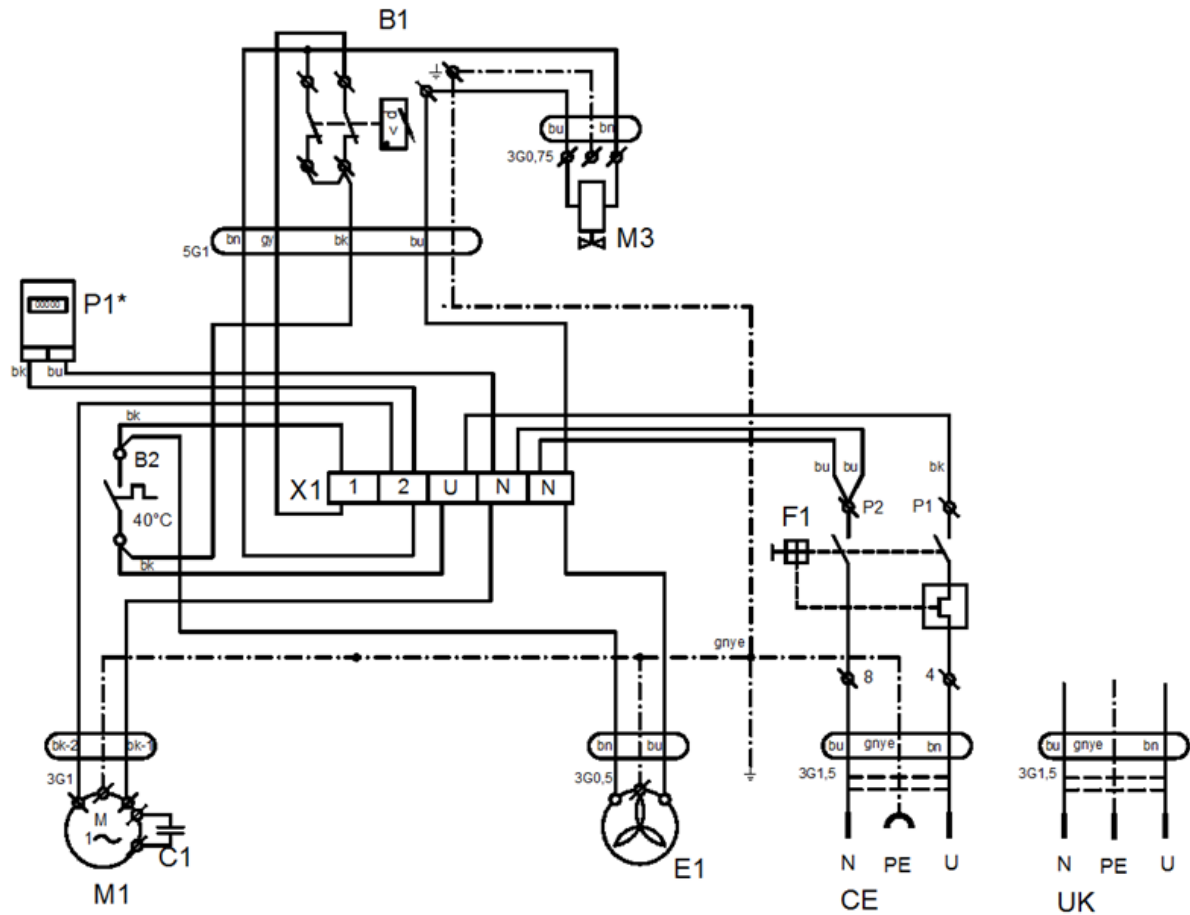 B1
bu
bn
3G0,75
p
v
M3
bn
gy
bk
bu
5G1
00000
P1*
bk
bu
bk
B2
40°C
bk
X1
1
2
U
N
N
bu
bu
bk
P2
P1
F1
gnye
8
4
bk-2
bk-1
3G1
M
1
C1
M1
bn
bu
3G0,5
E1
bu
gnye
bn
3G1,5
N
PE
U
CE
bu
gnye
bn
3G1,5
N
PE
U
UK